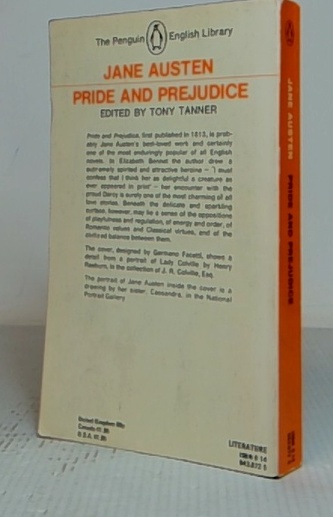 The Penguin English Library
JANE AUSTEN
PRIDE AND PREJUDICE
EDITED BY TONY TANNER
Pride and Prejudice, first published in 1813, is prob-
ably Jane Austen's best-loved work and certainly
one of the most enduringly popular of all English
novels. In Elizabeth Bennet the author drew a
extremely spirited and attractive heroine – 'I must
confess that I think her as delightful a creature as
ever appeared in print' – her encounter with the
proud Darcy is surely one of the most charming of all
love stories. Beneath the delicate and sparkling
surface, however, may lie a sense of the oppositions
of playfulness and regulation, of energy and order, of
Romantic values and Classical virtues, and of the
civilized balance between them.
The cover, designed by Germano Facetti, shows a
detail from a portrait of Lady Colville by Henry
Raeburn, in the collection of J. R. Colville, Esq.
The portrait of Jane Austen inside the cover is a
drawing by her sister, Cassandra, in the National
Portrait Gallery
United Kingdom
Canada
U.S.A.
LITERATURE
ISBN 0 14
JANE AUSTEN PRIDE AND PREJUDICE